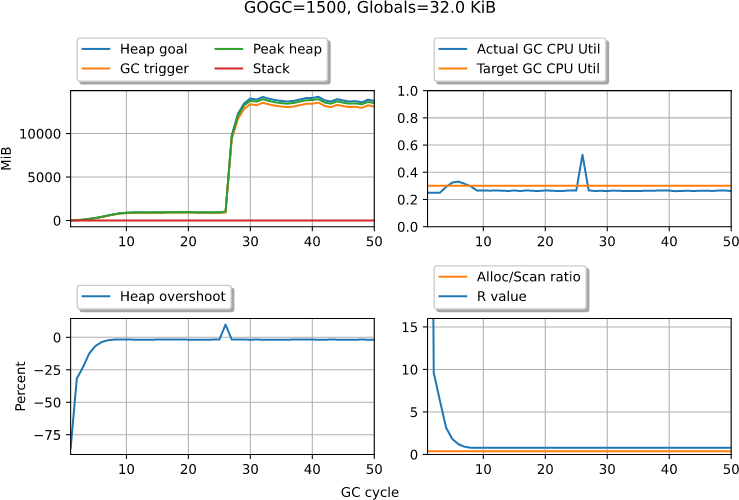 GOGC=1500, Globals=32.0 KiB
Heap goal
GC trigger
Peak heap
Stack
MiB
10000
5000
0
10 20 30 40 50
Actual GC CPU Util
Target GC CPU Util
1.0
0.8
0.6
0.4
0.2
0.0
10 20 30 40 50
Heap overshoot
Percent
0
−25
−50
−75
10 20 30 40 50
Alloc/Scan ratio
R value
15
10
5
0
10 20 30 40 50
GC cycle